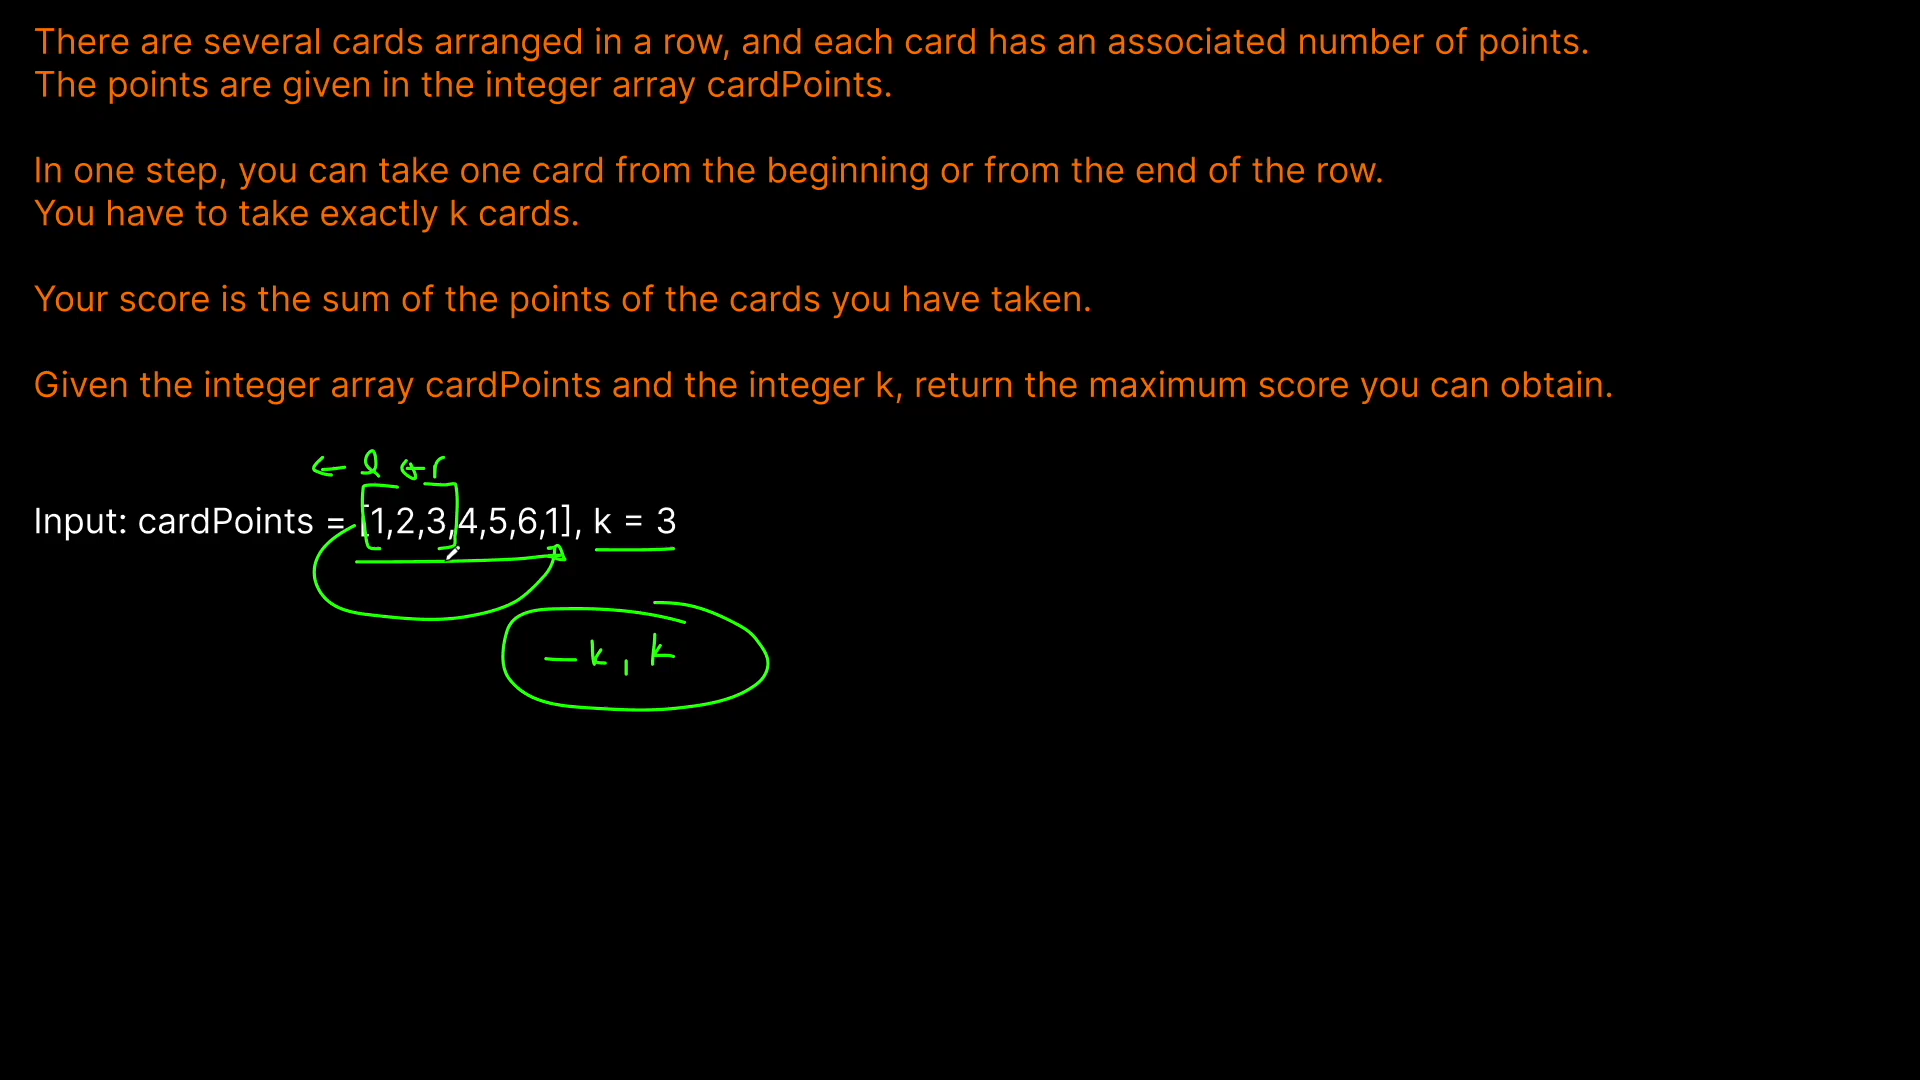 There are several cards arranged in a row, and each card has an associated number of points.
The points are given in the integer array cardPoints.
In one step, you can take one card from the beginning or from the end of the row.
You have to take exactly k cards.
Your score is the sum of the points of the cards you have taken.
Given the integer array cardPoints and the integer k, return the maximum score you can obtain.
← l ← r
Input: cardPoints = [1,2,3,4,5,6,1], k = 3
-k, k